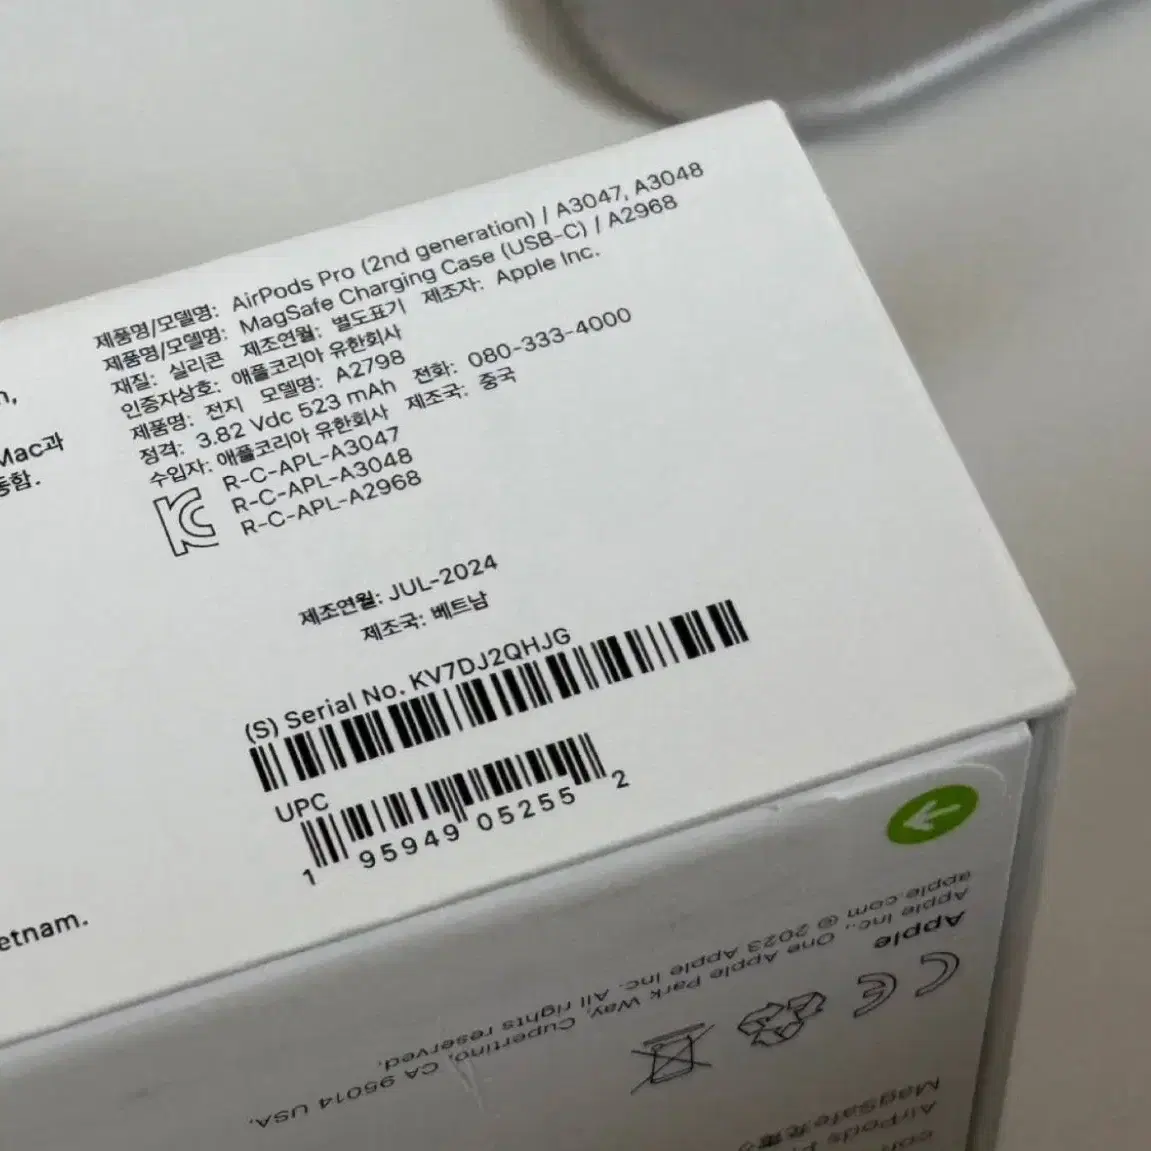 제품명/모델명: AirPods Pro (2nd generation) / A3047, A3048
제품명/모델명: MagSafe Charging Case (USB-C) / A2968
재질: 실리콘 제조연월: 별도표기 제조자: Apple Inc.
인증자상호: 애플코리아 유한회사
제품명: 전지 모델명: A2798
정격: 3.82 Vdc 523 mAh 전화: 080-333-4000
수입자: 애플코리아 유한회사 제조국: 중국
R-C-APL-A3047
R-C-APL-A3048
R-C-APL-A2968
Mac과
제조연월: JUL-2024
제조국: 베트남
(S) Serial No. KV7DJ2QHJG
UPC
1 95949 05255 2
etnam.
CE
Apple
Apple Inc., One Apple Park Way, Cupertino, CA 95014 USA.
apple.com © 2023 Apple Inc. All rights reserved.
AirPods P
MagSafe